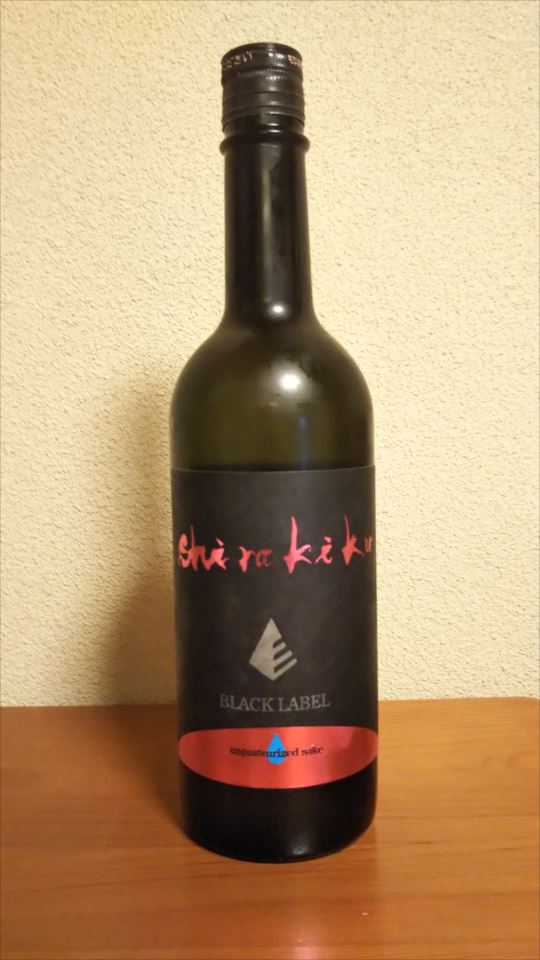 shirakiku
BLACK LABEL
unpasteurized sake